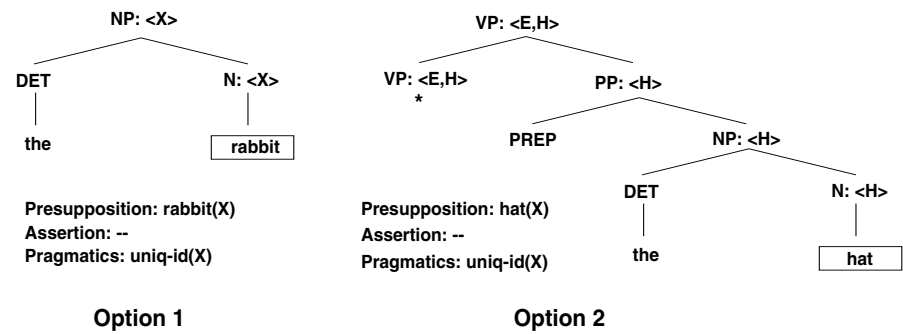 NP: <X>
DET
N: <X>
the
rabbit
Presupposition: rabbit(X)
Assertion: --
Pragmatics: uniq-id(X)
Option 1
VP: <E,H>
VP: <E,H>
*
PP: <H>
PREP
NP: <H>
DET
N: <H>
the
hat
Presupposition: hat(X)
Assertion: --
Pragmatics: uniq-id(X)
Option 2